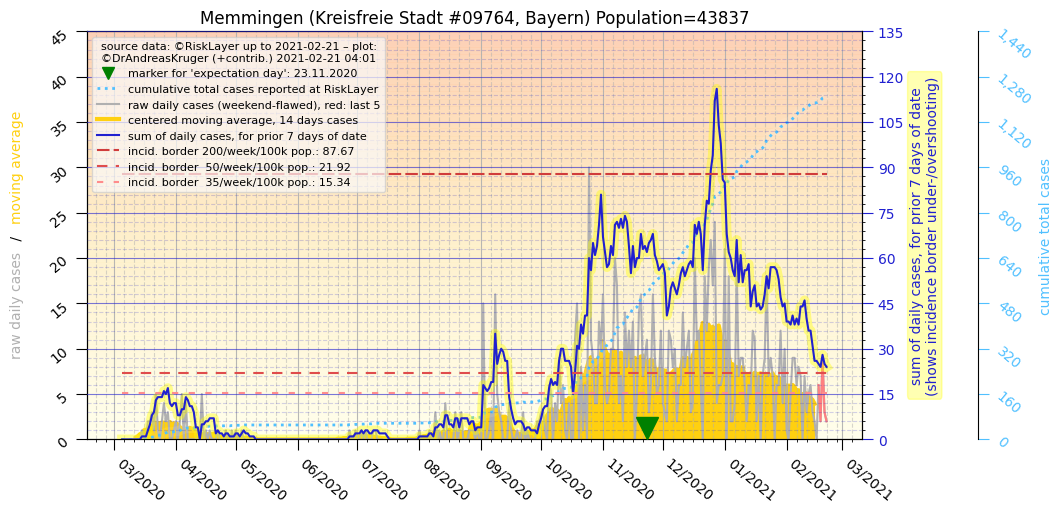 Memmingen (Kreisfreie Stadt #09764, Bayern) Population=43837
source data: ©RiskLayer up to 2021-02-21 – plot:
©DrAndreasKruger (+contrib.) 2021-02-21 04:01
marker for 'expectation day': 23.11.2020
cumulative total cases reported at RiskLayer
raw daily cases (weekend-flawed), red: last 5
centered moving average, 14 days cases
sum of daily cases, for prior 7 days of date
incid. border 200/week/100k pop.: 87.67
incid. border  50/week/100k pop.: 21.92
incid. border  35/week/100k pop.: 15.34
raw daily cases / moving average
45
40
35
30
25
20
15
10
5
0
03/2020
04/2020
05/2020
06/2020
07/2020
08/2020
09/2020
10/2020
11/2020
12/2020
01/2021
02/2021
03/2021
135
120
105
90
75
60
45
30
15
0
sum of daily cases, for prior 7 days of date
(shows incidence border under-/overshooting)
1,440
1,280
1,120
960
800
640
480
320
160
0
cumulative total cases